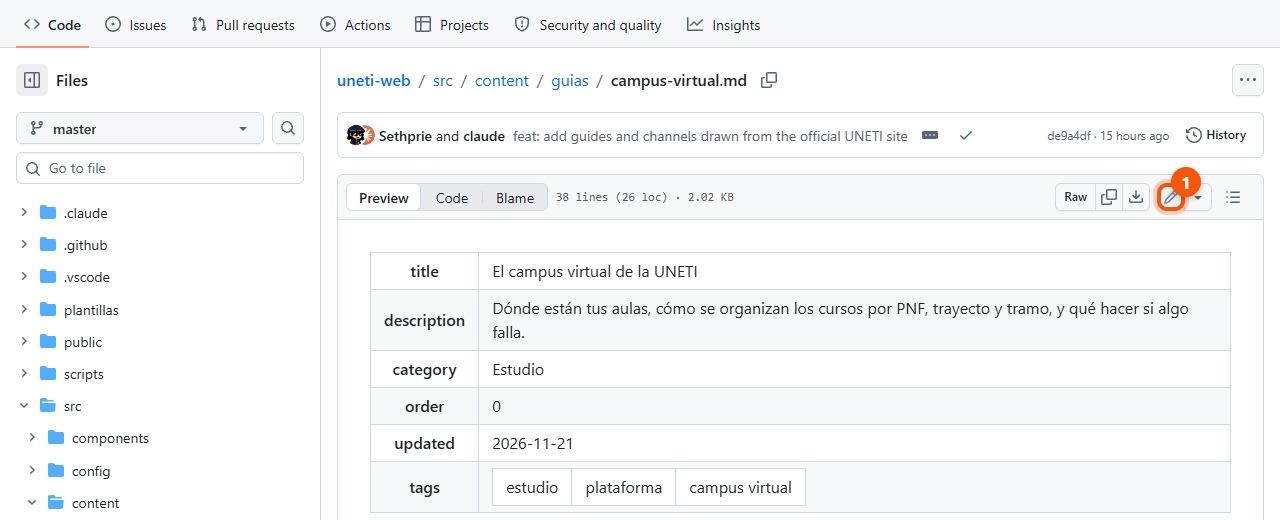 Code Issues Pull requests Actions Projects Security and quality Insights
Files
master
Go to file
.claude
.github
.vscode
plantillas
public
scripts
src
components
config
content
uneti-web / src / content / guias / campus-virtual.md
Sethprie and claude feat: add guides and channels drawn from the official UNETI site
de9a4df · 15 hours ago History
Preview Code Blame 38 lines (26 loc) · 2.02 KB Raw 1
title El campus virtual de la UNETI
description Dónde están tus aulas, cómo se organizan los cursos por PNF, trayecto y tramo, y qué hacer si algo
falla.
category Estudio
order 0
updated 2026-11-21
tags estudio plataforma campus virtual